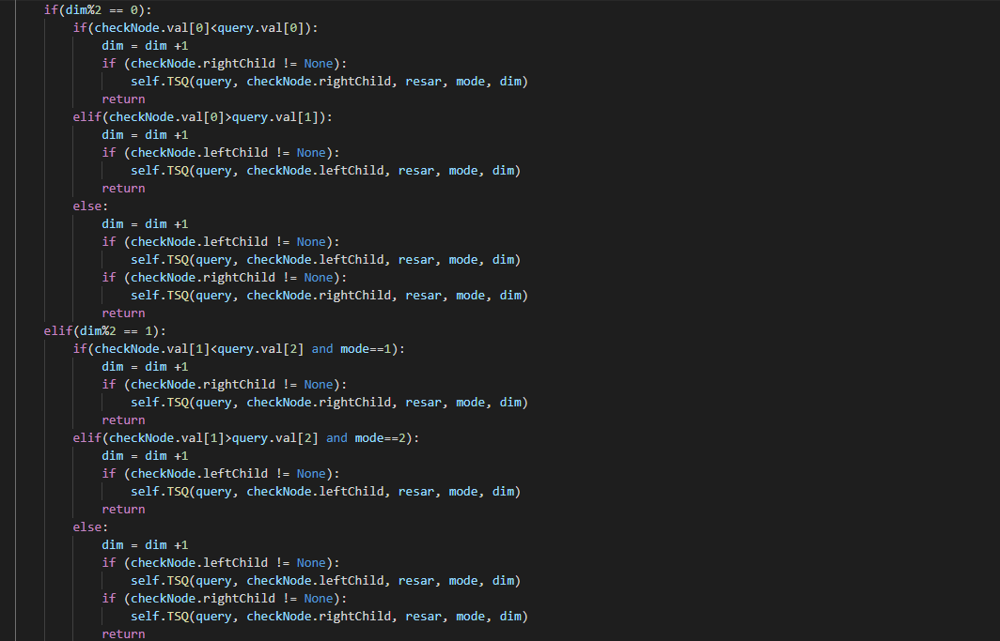 if(dim%2 == 0):
if(checkNode.val[0]<query.val[0]):
dim = dim +1
if (checkNode.rightChild != None):
self.TSQ(query, checkNode.rightChild, resar, mode, dim)
return
elif(checkNode.val[0]>query.val[1]):
dim = dim +1
if (checkNode.leftChild != None):
self.TSQ(query, checkNode.leftChild, resar, mode, dim)
return
else:
dim = dim +1
if (checkNode.leftChild != None):
self.TSQ(query, checkNode.leftChild, resar, mode, dim)
if (checkNode.rightChild != None):
self.TSQ(query, checkNode.rightChild, resar, mode, dim)
return
elif(dim%2 == 1):
if(checkNode.val[1]<query.val[2] and mode==1):
dim = dim +1
if (checkNode.rightChild != None):
self.TSQ(query, checkNode.rightChild, resar, mode, dim)
return
elif(checkNode.val[1]>query.val[2] and mode==2):
dim = dim +1
if (checkNode.leftChild != None):
self.TSQ(query, checkNode.leftChild, resar, mode, dim)
return
else:
dim = dim +1
if (checkNode.leftChild != None):
self.TSQ(query, checkNode.leftChild, resar, mode, dim)
if (checkNode.rightChild != None):
self.TSQ(query, checkNode.rightChild, resar, mode, dim)
return